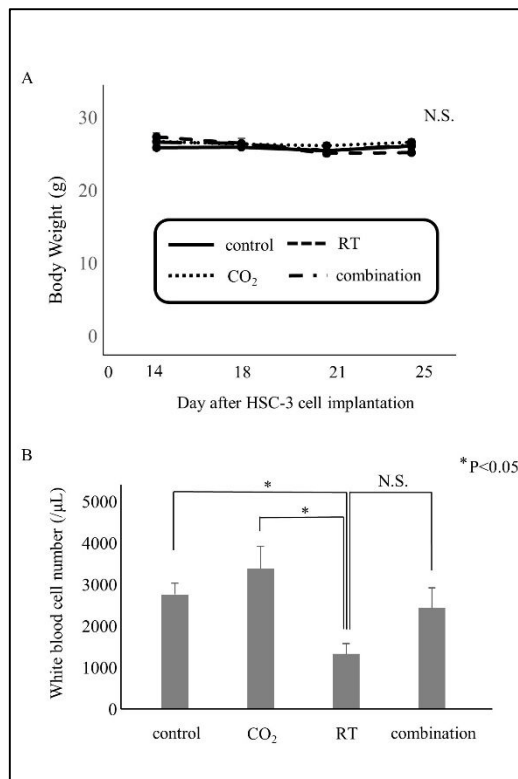 A
30
N.S.
20
Body Weight (g)
control
RT
CO₂
combination
10
0
0
14
18
21
25
Day after HSC-3 cell implantation
B
*P<0.05
*
N.S.
*
5000
4000
3000
2000
1000
0
White blood cell number (/μL)
control
CO₂
RT
combination